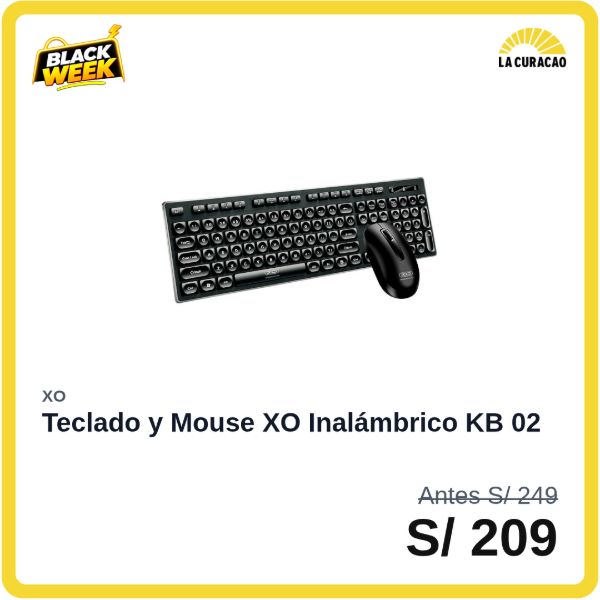 BLACK
WEEK
LA CURACAO
XO
Teclado y Mouse XO Inalámbrico KB 02
Antes S/ 249
S/ 209